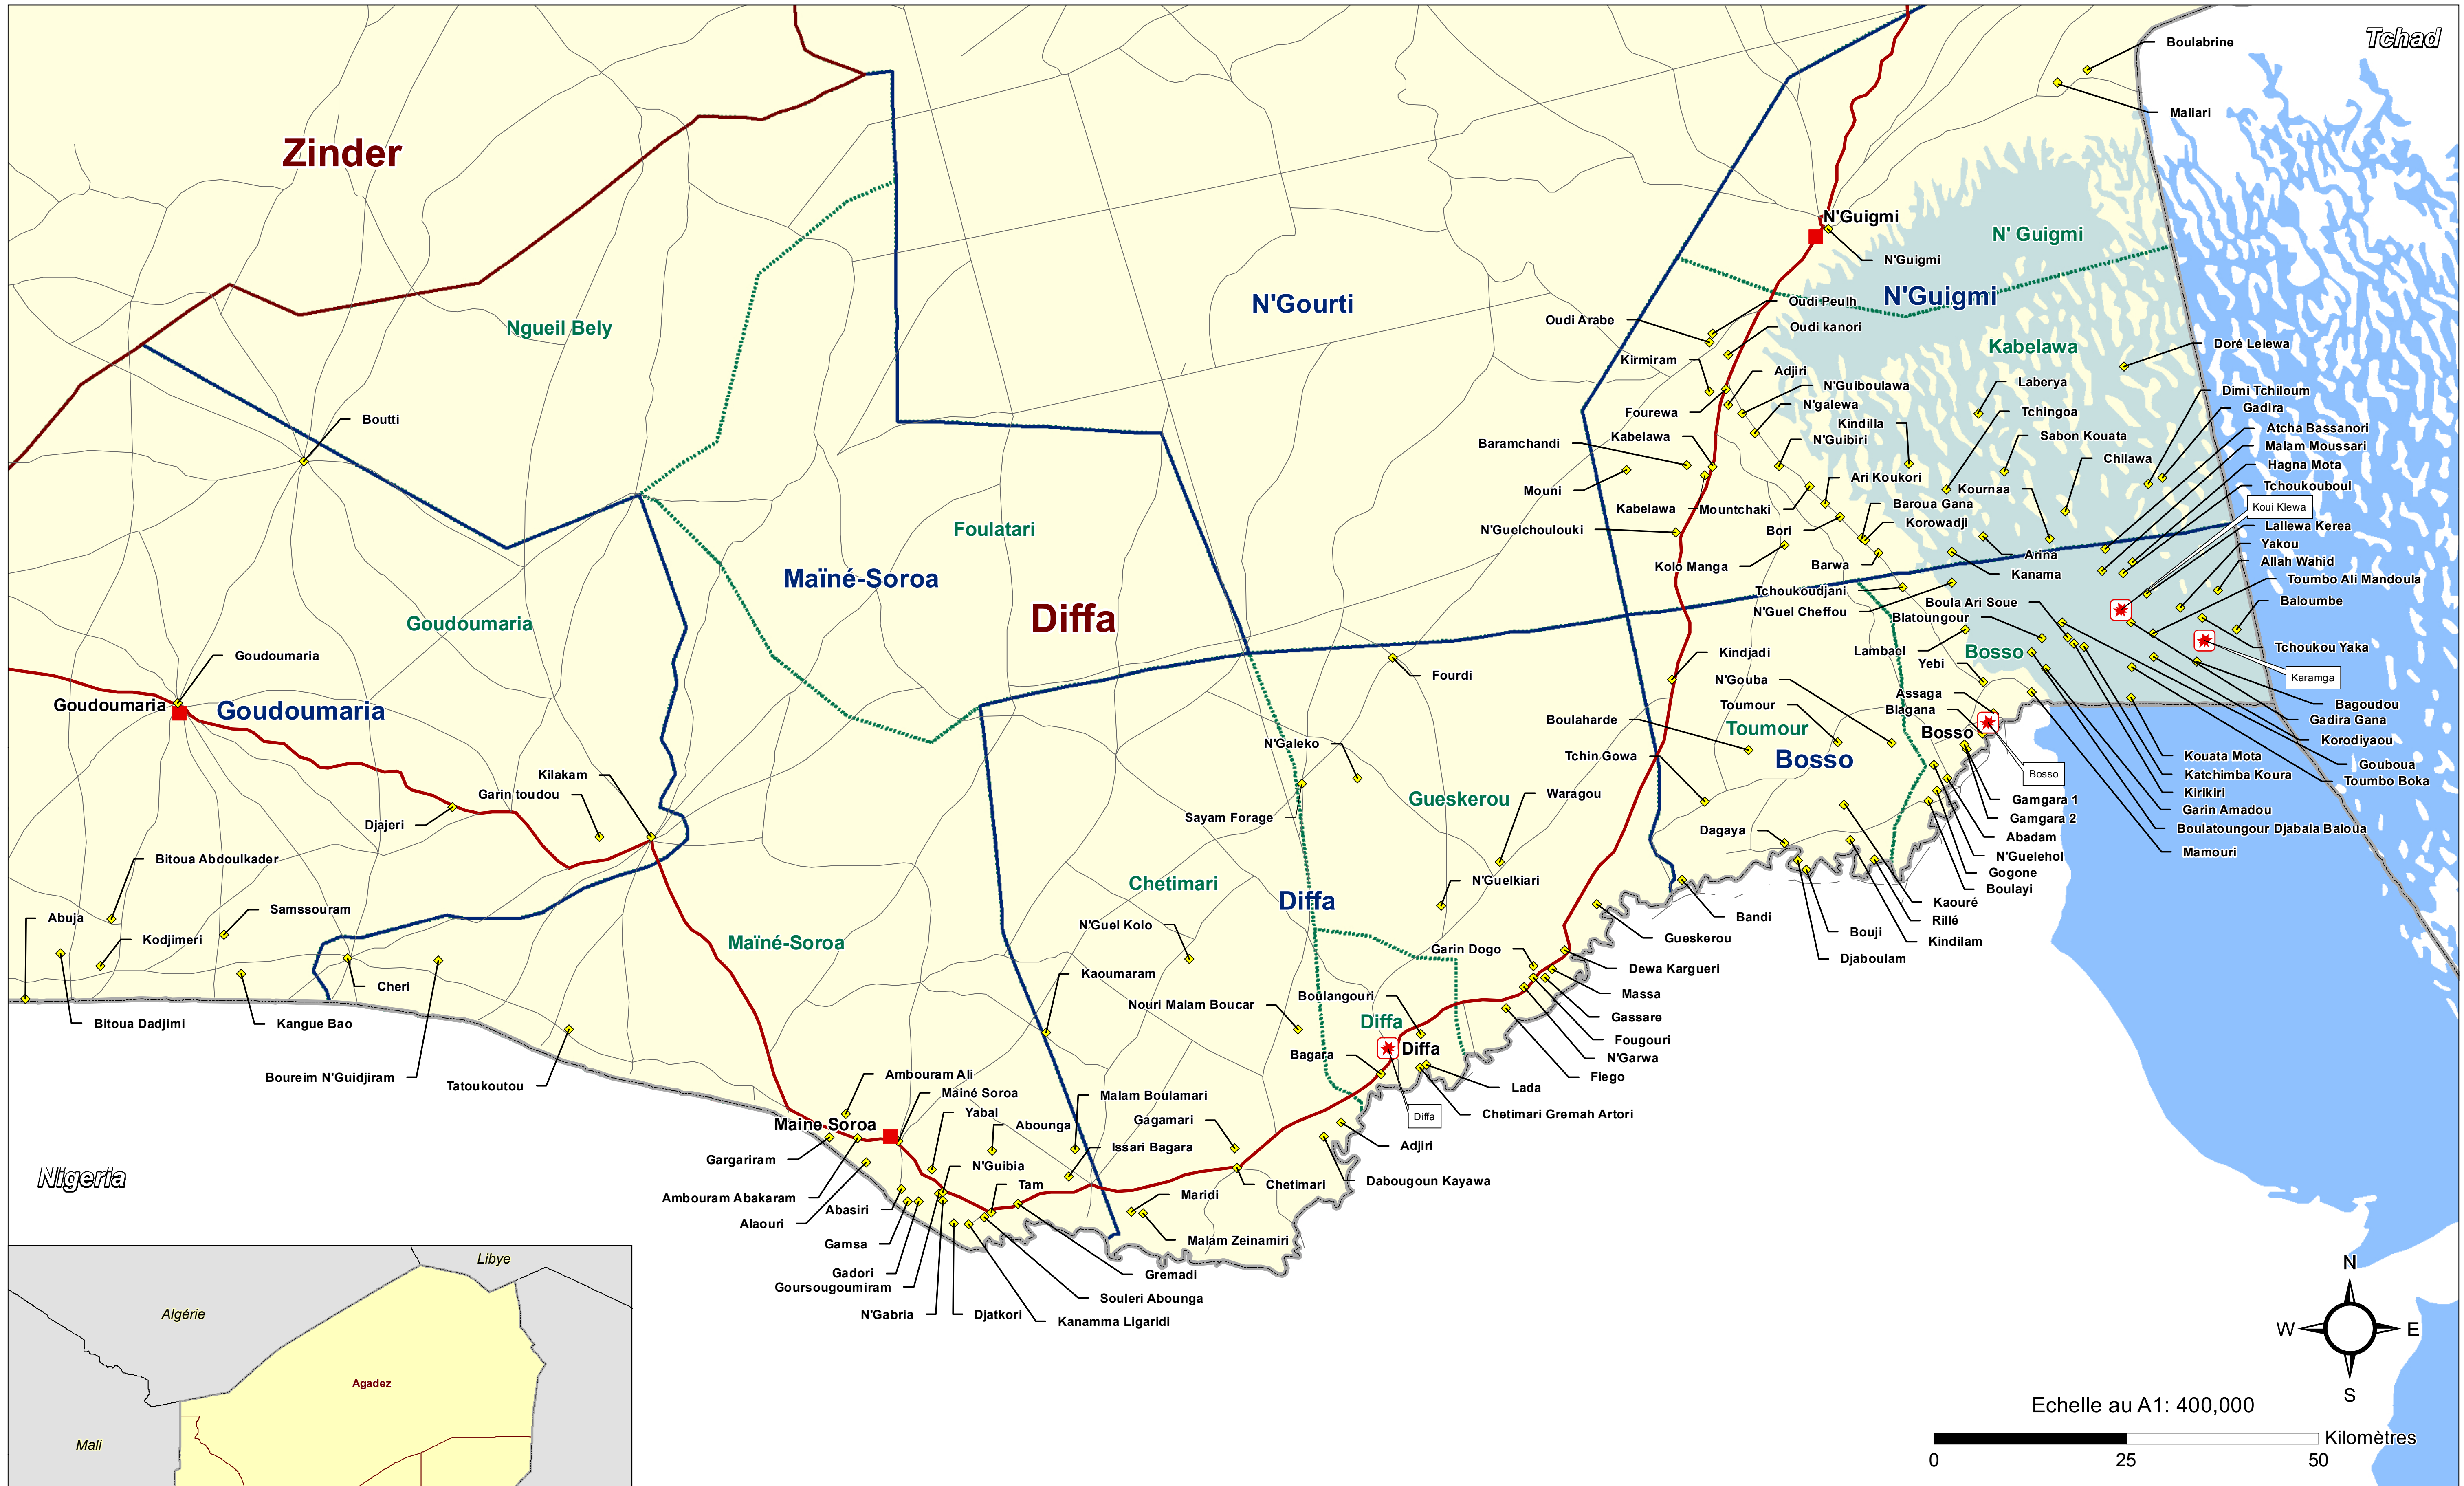 Tchad
Boulabrine
Maliari
Zinder
N'Guigmi
N' Guigmi
N'Guigmi
N'Guigmi
N'Gourti
Ngueil Bely
Oudi Peulh
Oudi Arabe
Oudi kanori
Kabelawa
Doré Lelewa
Kirmiram
Adjiri
N'Guiboulawa
Laberya
Dimi Tchiloum
N'galewa
Fourewa
Tchingoa
Gadira
Boutti
Kindilla
Atcha Bassanori
Kabelawa
N'Guibiri
Sabon Kouata
Malam Moussari
Baramchandi
Chilawa
Hagna Mota
Ari Koukori
Tchoukouboul
Mouni
Kournaa
Baroua Gana
Koui Klewa
Kabelawa
Mountchaki
Korowadji
Lallewa Kerea
N'Guelchoulouki
Bori
Foulatari
Yakou
Arina
Allah Wahid
Kolo Manga
Barwa
Kanama
Toumbo Ali Mandoula
Maïné-Soroa
Tchoukoudjani
Boula Ari Soue
Baloumbe
N'Guel Cheffou
Blatoungour
Diffa
Goudoumaria
Tchoukou Yaka
Lambael
Bosso
Goudoumaria
Kindjadi
Yebi
Fourdi
N'Gouba
Karamga
Assaga
Goudoumaria
Goudoumaria
Toumour
Blagana
Bagoudou
Boulaharde
Gadira Gana
Toumour
Bosso
Korodiyaou
N'Galeko
Tchin Gowa
Bosso
Kouata Mota
Gouboua
Kilakam
Bosso
Katchimba Koura
Toumbo Boka
Garin toudou
Waragou
Kirikiri
Gueskerou
Gamgara 1
Garin Amadou
Sayam Forage
Gamgara 2
Djajeri
Dagaya
Boulatoungour Djabala Baloua
Abadam
Mamouri
Bitoua Abdoulkader
N'Guelehol
Chetimari
N'Guelkiari
Gogone
Boulayi
Diffa
Kaouré
Samssouram
Abuja
Bandi
Rillé
N'Guel Kolo
Bouji
Kodjimeri
Maïné-Soroa
Gueskerou
Kindilam
Garin Dogo
Djaboulam
Kaoumaram
Dewa Kargueri
Cheri
Boulangouri
Massa
Nouri Malam Boucar
Gassare
Bitoua Dadjimi
Kangue Bao
Diffa
Fougouri
Bagara
Diffa
N'Garwa
Boureim N'Guidjiram
Ambouram Ali
Fiego
Tatoukoutou
Lada
Mainé Soroa
Malam Boulamari
Yabal
Chetimari Gremah Artori
Diffa
Maine Soroa
Abounga
Gagamari
Adjiri
Issari Bagara
Gargariram
N'Guibia
Nigeria
Tam
Chetimari
Dabougoun Kayawa
Ambouram Abakaram
Maridi
Abasiri
Alaouri
Malam Zeinamiri
Gamsa
Gadori
Gremadi
Goursougoumiram
Souleri Abounga
N'Gabria
Djatkori
Kanamma Ligaridi
Libye
Algérie
Agadez
Mali
N
W
E
S
Echelle au A1: 400,000
Kilomètres
0
25
50